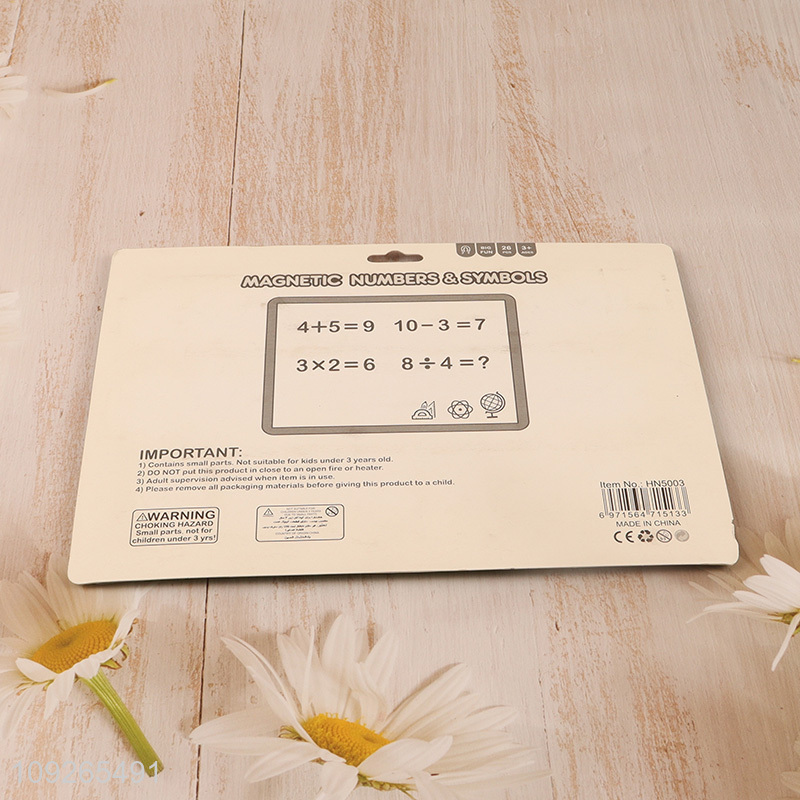 BIG FUN
26 PCS
3+ AGES
MAGNETIC NUMBERS & SYMBOLS
4+5=9 10-3=7
3×2=6 8÷4=?
IMPORTANT:
1) Contains small parts. Not suitable for kids under 3 years old.
2) DO NOT put this product in close to an open fire or heater.
3) Adult supervision advised when item is in use.
4) Please remove all packaging materials before giving this product to a child.
Item No.: HN5003
6 971564 715133
MADE IN CHINA
CE
WARNING
CHOKING HAZARD
Small parts. not for
children under 3 yrs!
109265491